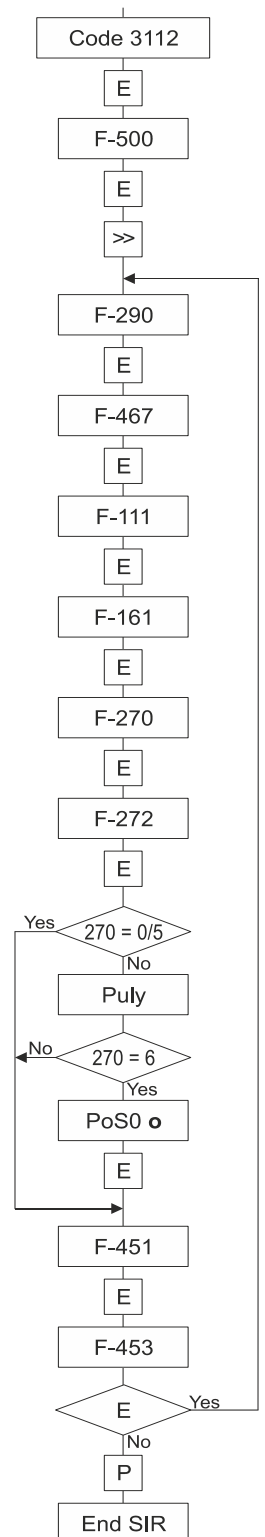 Code 3112
E
F-500
E
>>
F-290
E
F-467
E
F-111
E
F-161
E
F-270
E
F-272
E
Yes
270 = 0/5
No
Puly
No
270 = 6
Yes
PoS0 o
E
F-451
E
F-453
E
Yes
No
P
End SIR